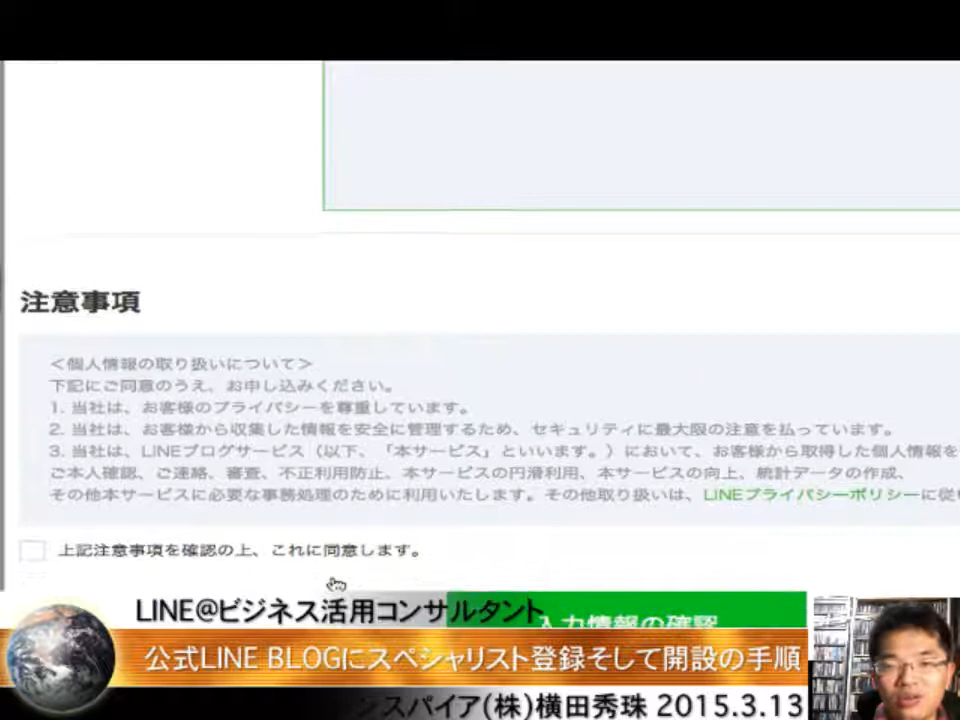 注意事項
＜個人情報の取り扱いについて＞
下記にご同意のうえ、お申し込みください。
1. 当社は、お客様のプライバシーを尊重しています。
2. 当社は、お客様から収集した情報を安全に管理するため、セキュリティに最大限の注意を払っています。
3. 当社は、LINEブログサービス（以下、「本サービス」といいます。）において、お客様から取得した個人情報を
ご本人確認、ご連絡、審査、不正利用防止、本サービスの円滑利用、本サービスの向上、統計データの作成、
その他本サービスに必要な事務処理のために利用いたします。その他取り扱いは、LINEプライバシーポリシーに従い
上記注意事項を確認の上、これに同意します。
入力情報の確認
LINE@ビジネス活用コンサルタント
公式LINE BLOGにスペシャリスト登録そして開設の手順
ンスパイア(株)横田秀珠 2015.3.13